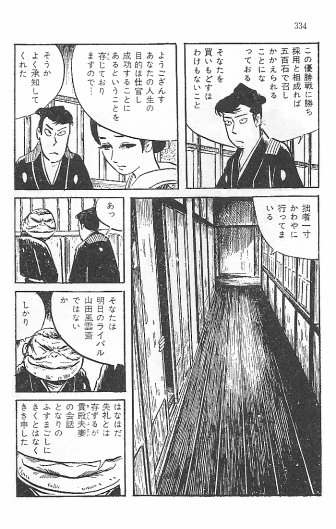 334
この優勝戦に勝ち
採用と相成れば
五百石で召し
かかえられる
ことにな
っておる
そなたを
買いもどすは
わけもないこと
ようござんす
あなたの人生の
目的は仕官し
成功することに
あるということを
存じており
ますので…
そうか
よく承知して
くれた
拙者一寸
かわやに
行ってま
いる
あっ
そなたは
明日のライバル
山田風雲斎
ではない
か
しかり
はなはだ
失礼とは
存ずるが
貴殿夫妻
の会話
となりの
ふすまごしに
きくとはなく
きき申した